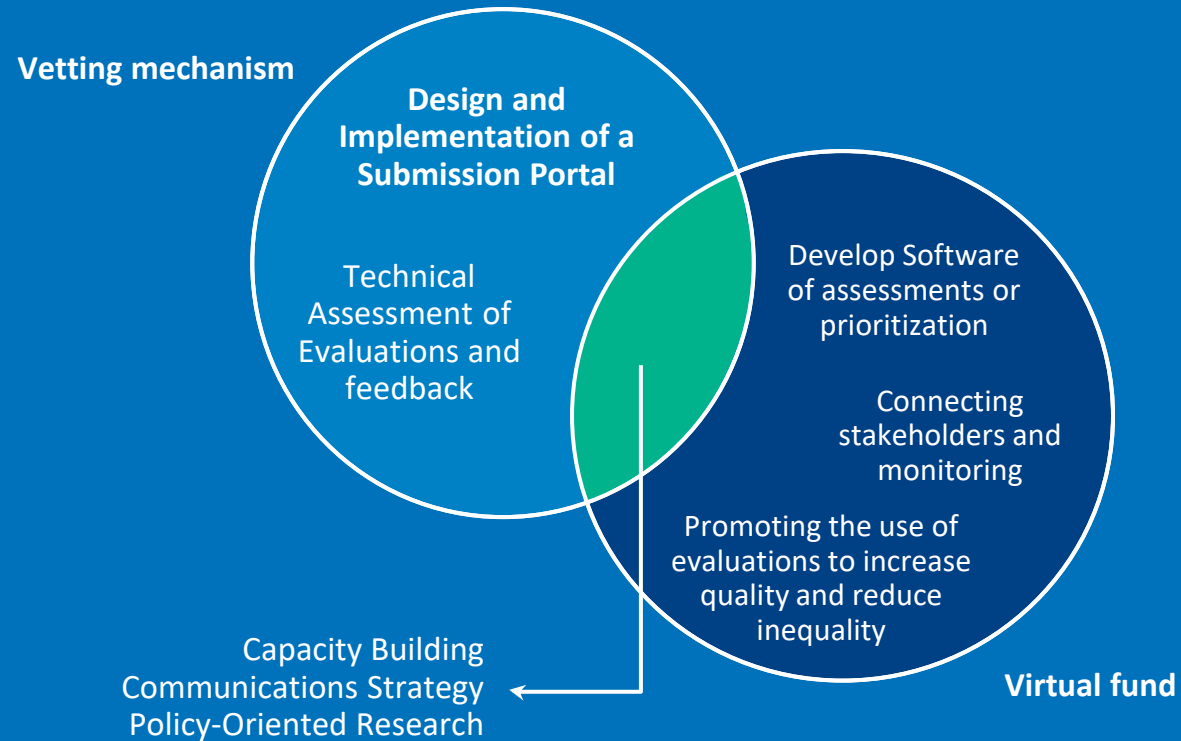 Vetting mechanism
Design and
Implementation of a
Submission Portal
Technical
Assessment of
Evaluations and
feedback
Develop Software
of assessments or
prioritization
Connecting
stakeholders and
monitoring
Promoting the use of
evaluations to increase
quality and reduce
inequality
Capacity Building
Communications Strategy
Policy-Oriented Research
Virtual fund